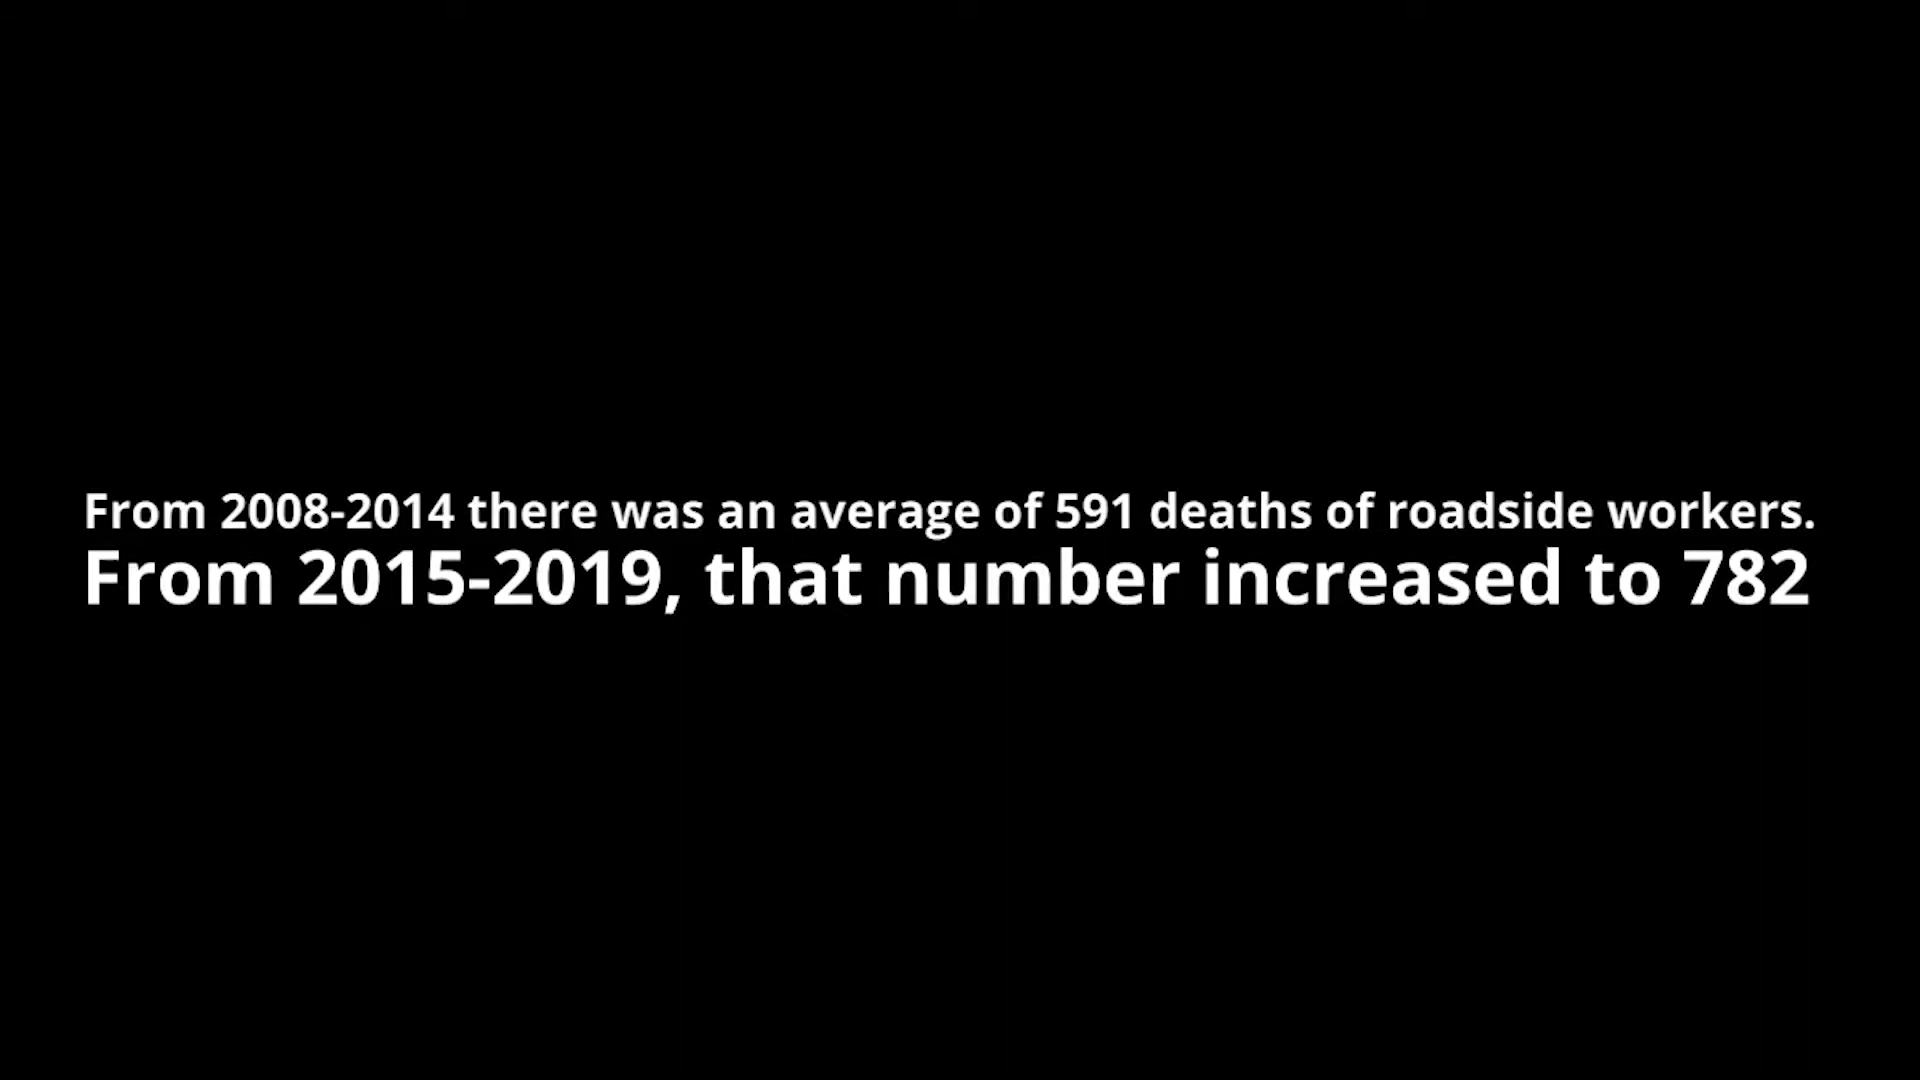 From 2008-2014 there was an average of 591 deaths of roadside workers.
From 2015-2019, that number increased to 782